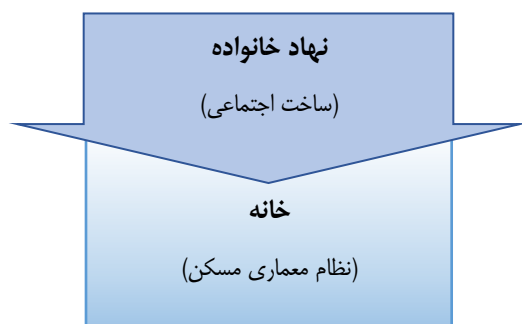 نهاد خانواده
(ساخت اجتماعی)
خانه
(نظام معماری مسکن)